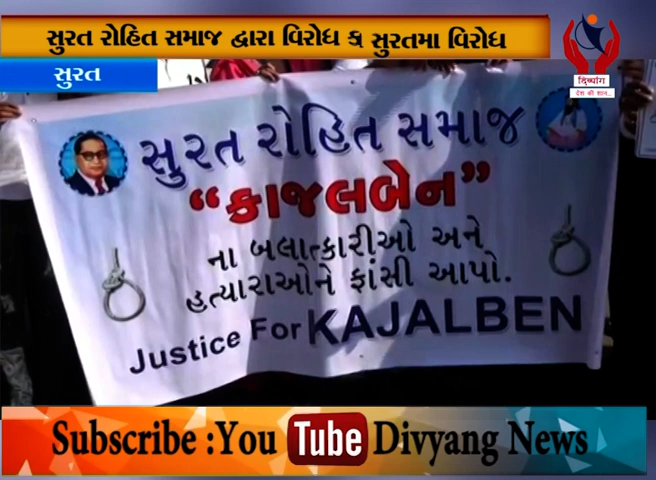 સુરત રોહિત સમાજ દ્વારા વિરોધ ક સુરતમા વિરોધ
સુરત
दिव्यांग
देश की शान..
સુરત રોહિત સમાજ
“કાજલબેન”
ના બલાત્કારીઓ અને
હત્યારાઓને ફાંસી આપો.
Justice For KAJALBEN
Subscribe :You Tube Divyang News